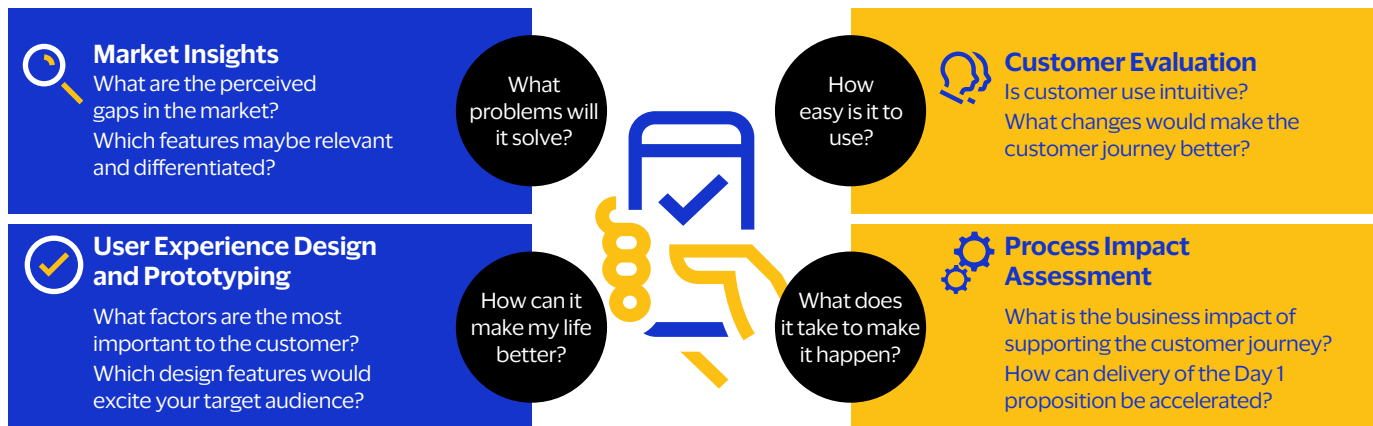 Market Insights
What are the perceived
gaps in the market?
Which features maybe relevant
and differentiated?
What
problems will
it solve?
How
easy is it to
use?
Customer Evaluation
Is customer use intuitive?
What changes would make the
customer journey better?
User Experience Design
and Prototyping
What factors are the most
important to the customer?
Which design features would
excite your target audience?
How can it
make my life
better?
What does
it take to make
it happen?
Process Impact
Assessment
What is the business impact of
supporting the customer journey?
How can delivery of the Day 1
proposition be accelerated?